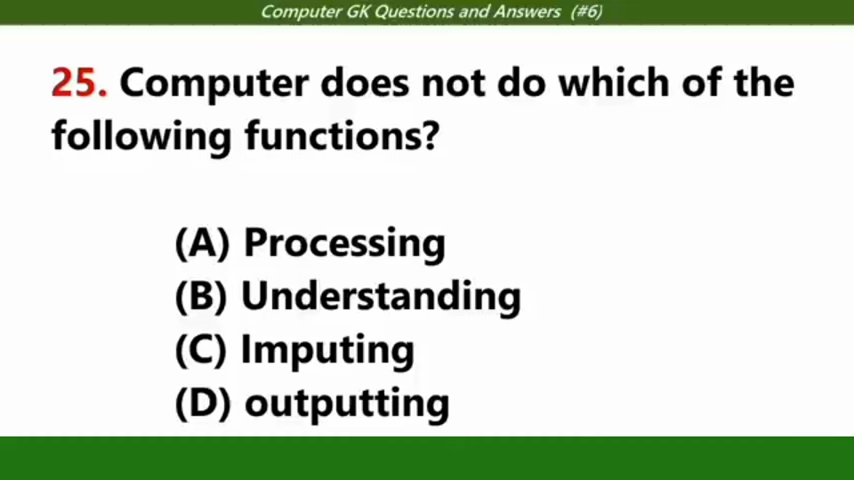 Computer GK Questions and Answers (#6)
25. Computer does not do which of the
following functions?
(A) Processing
(B) Understanding
(C) Imputing
(D) outputting